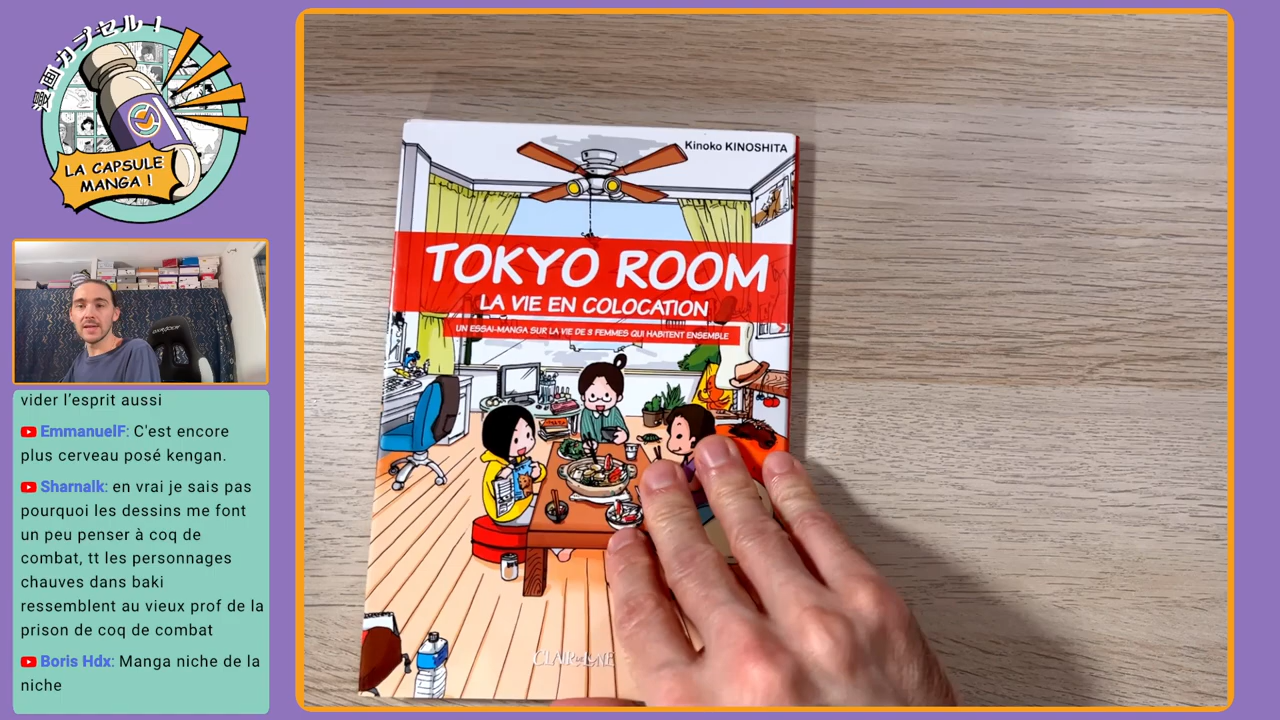 漫画カプセル！
LA CAPSULE
MANGA !
vider l'esprit aussi
EmmanuelF: C'est encore
plus cerveau posé kengan.
Sharnalk: en vrai je sais pas
pourquoi les dessins me font
un peu penser à coq de
combat, tt les personnages
chauves dans baki
ressemblent au vieux prof de la
prison de coq de combat
Boris Hdx: Manga niche de la
niche
Kinoko KINOSHITA
TOKYO ROOM
LA VIE EN COLOCATION
UN ESSAI-MANGA SUR LA VIE DE 3 FEMMES QUI HABITENT ENSEMBLE
CLAIR de LUNE